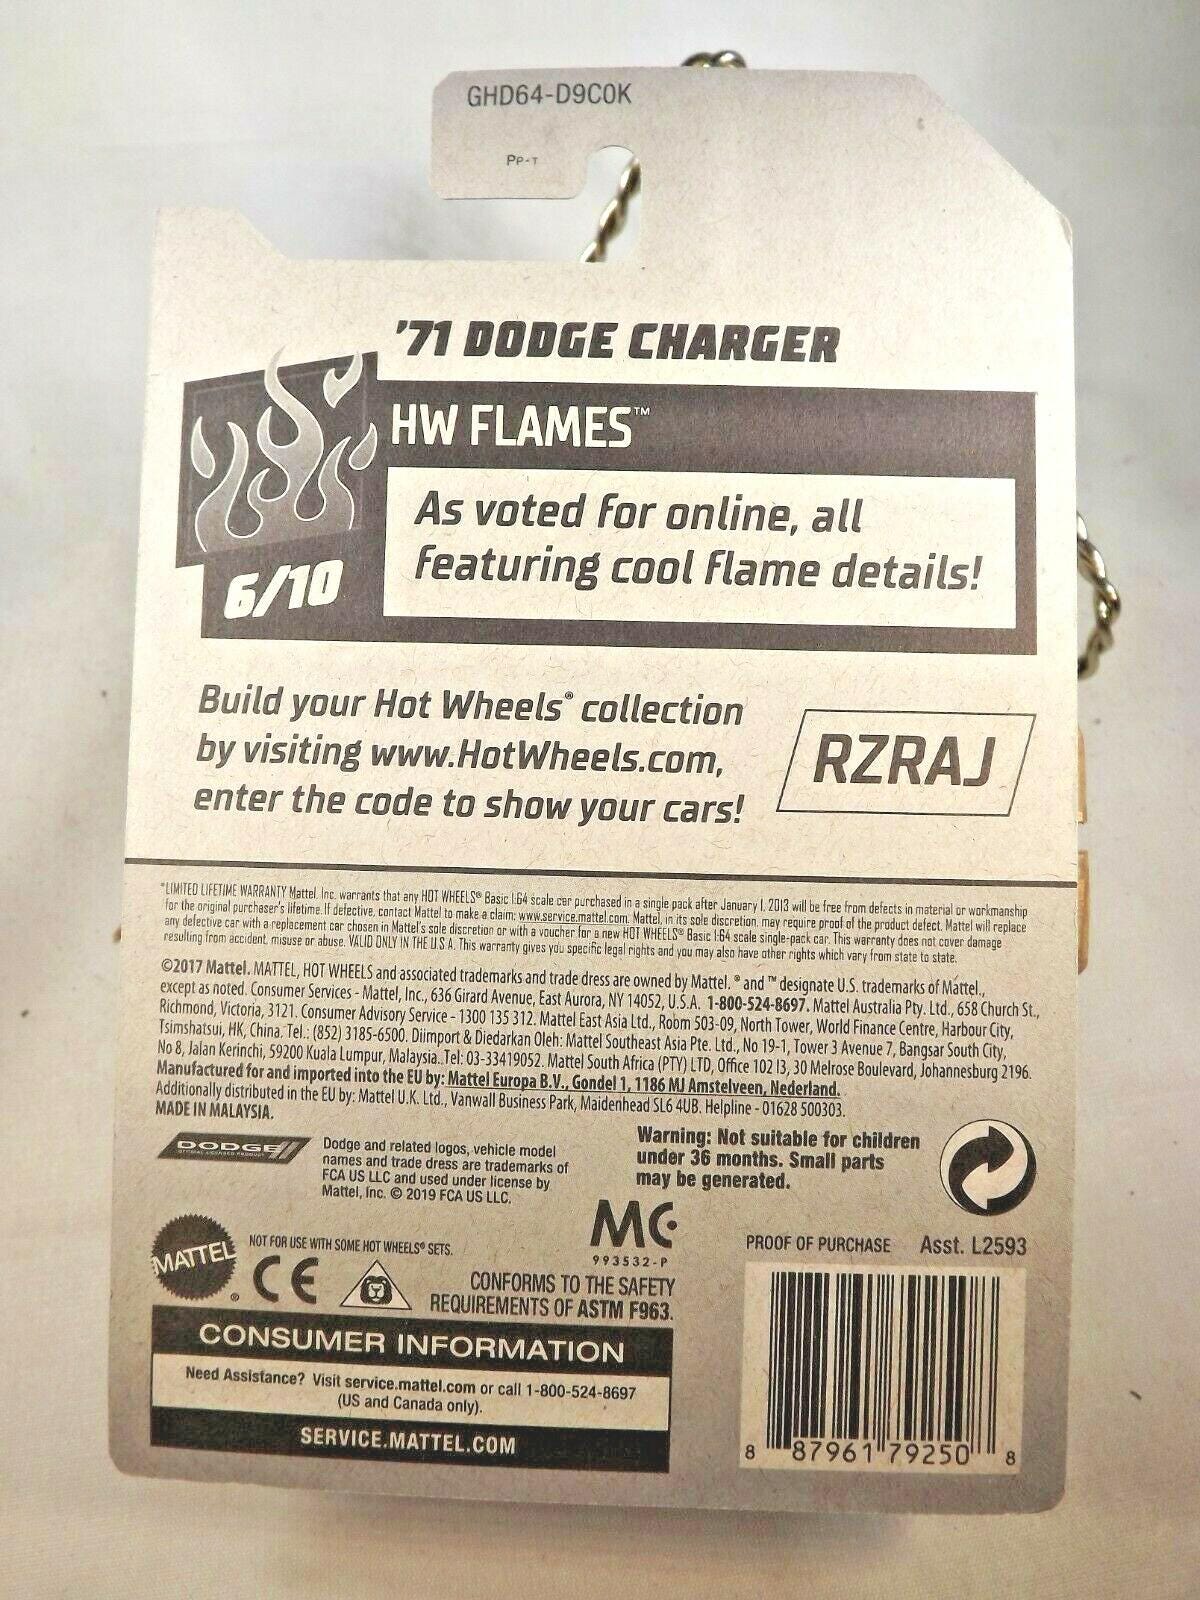 GHD64-D9C0K
PP-T
'71 DODGE CHARGER
HW FLAMES™
As voted for online, all
featuring cool flame details!
6/10
Build your Hot Wheels® collection
by visiting www.HotWheels.com,
enter the code to show your cars!
RZRAJ
*LIMITED LIFETIME WARRANTY Mattel, Inc. warrants that any HOT WHEELS® Basic 1:64 scale car purchased in a single pack after January 1, 2013 will be free from defects in material or workmanship
for the original purchaser's lifetime. If defective, contact Mattel to make a claim: www.service.mattel.com. Mattel, in its sole discretion, may require proof of the product defect. Mattel will replace
any defective car with a replacement car chosen in Mattel's sole discretion or with a voucher for a new HOT WHEELS® Basic 1:64 scale single-pack car. This warranty does not cover damage
resulting from accident, misuse or abuse. VALID ONLY IN THE U.S.A. This warranty gives you specific legal rights and you may also have other rights which vary from state to state.
©2017 Mattel. MATTEL, HOT WHEELS and associated trademarks and trade dress are owned by Mattel. ® and ™ designate U.S. trademarks of Mattel,
except as noted. Consumer Services - Mattel, Inc., 636 Girard Avenue, East Aurora, NY 14052, U.S.A. 1-800-524-8697. Mattel Australia Pty. Ltd., 658 Church St.,
Richmond, Victoria, 3121. Consumer Advisory Service - 1300 135 312. Mattel East Asia Ltd., Room 503-09, North Tower, World Finance Centre, Harbour City,
Tsimshatsui, HK, China. Tel.: (852) 3185-6500. Diimport & Diedarkan Oleh: Mattel Southeast Asia Pte. Ltd., No 19-1, Tower 3 Avenue 7, Bangsar South City,
No 8, Jalan Kerinchi, 59200 Kuala Lumpur, Malaysia. Tel: 03-33419052. Mattel South Africa (PTY) LTD, Office 102 I3, 30 Melrose Boulevard, Johannesburg 2196.
Manufactured for and imported into the EU by: Mattel Europa B.V., Gondel 1, 1186 MJ Amstelveen, Nederland.
Additionally distributed in the EU by: Mattel U.K. Ltd., Vanwall Business Park, Maidenhead SL6 4UB. Helpline - 01628 500303.
MADE IN MALAYSIA.
DODGE
OFFICIAL LICENSED PRODUCT
Dodge and related logos, vehicle model
names and trade dress are trademarks of
FCA US LLC and used under license by
Mattel, Inc. © 2019 FCA US LLC.
Warning: Not suitable for children
under 36 months. Small parts
may be generated.
MC
993532-P
PROOF OF PURCHASE Asst. L2593
MATTEL®
NOT FOR USE WITH SOME HOT WHEELS® SETS.
CE
CONFORMS TO THE SAFETY
REQUIREMENTS OF ASTM F963.
CONSUMER INFORMATION
Need Assistance? Visit service.mattel.com or call 1-800-524-8697
(US and Canada only).
SERVICE.MATTEL.COM
8 87961 79250 8